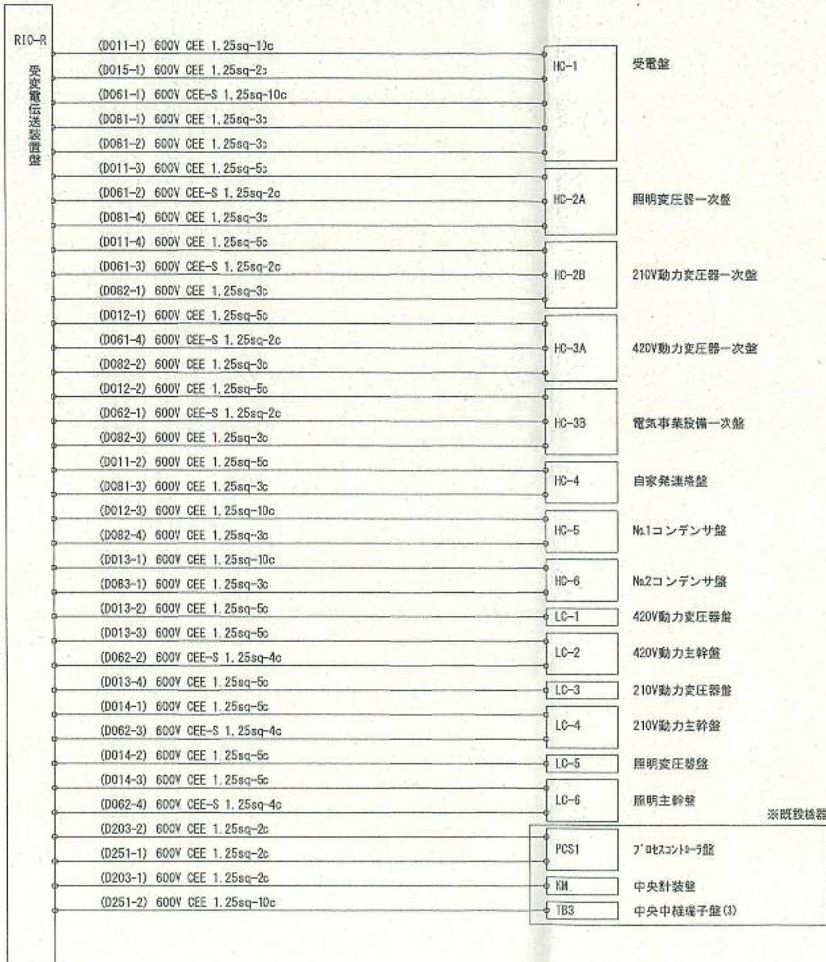 RIO-R
受変電伝送装置盤
(D011-1) 600V CEE 1.25sq-10c
(D015-1) 600V CEE 1.25sq-2c
(D061-1) 600V CEE-S 1.25sq-10c
(D081-1) 600V CEE 1.25sq-3c
(D081-2) 600V CEE 1.25sq-3c
HC-1 受電盤
(D011-3) 600V CEE 1.25sq-5c
(D061-2) 600V CEE-S 1.25sq-2c
(D081-4) 600V CEE 1.25sq-3c
HC-2A 照明変圧器一次盤
(D011-4) 600V CEE 1.25sq-5c
(D061-3) 600V CEE-S 1.25sq-2c
(D082-1) 600V CEE 1.25sq-3c
HC-2B 210V動力変圧器一次盤
(D012-1) 600V CEE 1.25sq-5c
(D061-4) 600V CEE-S 1.25sq-2c
(D082-2) 600V CEE 1.25sq-3c
HC-3A 420V動力変圧器一次盤
(D012-2) 600V CEE 1.25sq-5c
(D062-1) 600V CEE-S 1.25sq-2c
(D082-3) 600V CEE 1.25sq-3c
HC-3B 電気事業設備一次盤
(D011-2) 600V CEE 1.25sq-5c
(D081-3) 600V CEE 1.25sq-3c
HC-4 自家発連絡盤
(D012-3) 600V CEE 1.25sq-10c
(D082-4) 600V CEE 1.25sq-3c
HC-5 No.1コンデンサ盤
(D013-1) 600V CEE 1.25sq-10c
(D083-1) 600V CEE 1.25sq-3c
HC-6 No.2コンデンサ盤
(D013-2) 600V CEE 1.25sq-5c
LC-1 420V動力変圧器盤
(D013-3) 600V CEE 1.25sq-5c
(D062-2) 600V CEE-S 1.25sq-4c
LC-2 420V動力主幹盤
(D013-4) 600V CEE 1.25sq-5c
LC-3 210V動力変圧器盤
(D014-1) 600V CEE 1.25sq-5c
(D062-3) 600V CEE-S 1.25sq-4c
LC-4 210V動力主幹盤
(D014-2) 600V CEE 1.25sq-5c
LC-5 照明変圧器盤
(D014-3) 600V CEE 1.25sq-5c
(D062-4) 600V CEE-S 1.25sq-4c
LC-6 照明主幹盤
※既設機器
(D203-2) 600V CEE 1.25sq-2c
(D251-1) 600V CEE 1.25sq-2c
PCS1 プロセスコントローラ盤
(D203-1) 600V CEE 1.25sq-2c
KM 中央計装盤
(D251-2) 600V CEE 1.25sq-10c
TB3 中央中継端子盤(3)